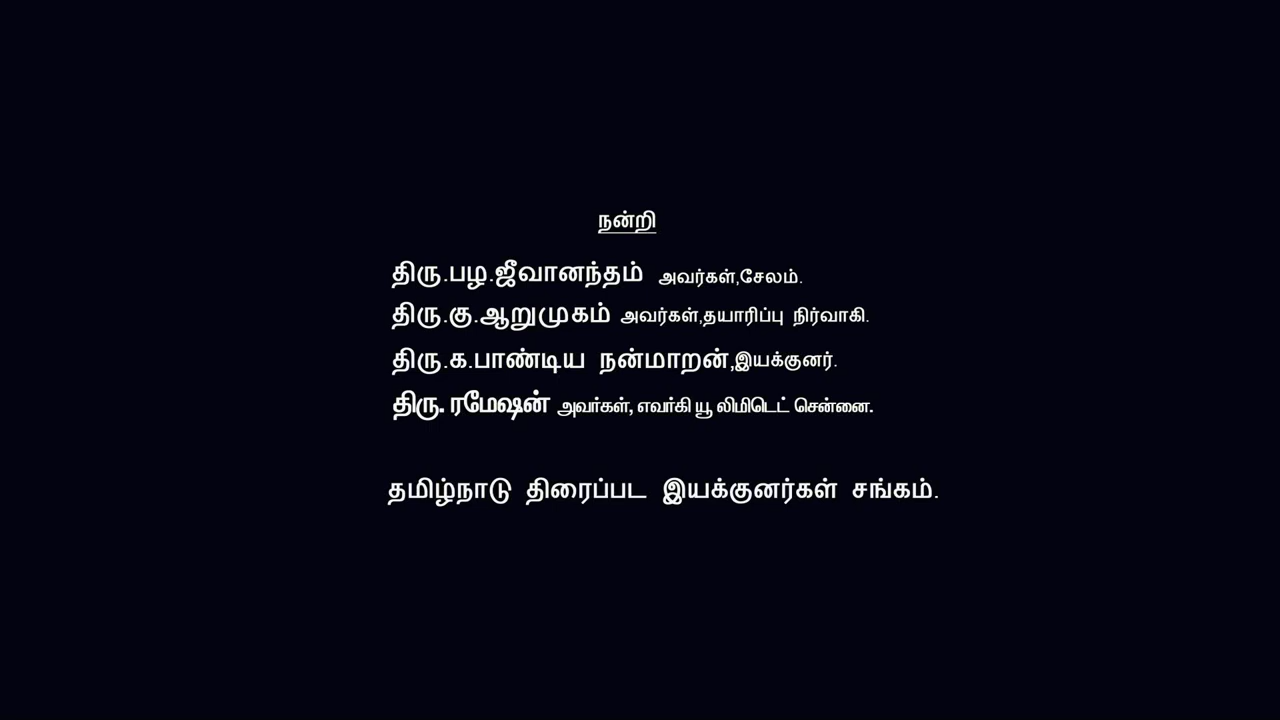 நன்றி
திரு.பழ.ஜீவானந்தம் அவர்கள்,சேலம்.
திரு.கு.ஆறுமுகம் அவர்கள்,தயாரிப்பு நிர்வாகி.
திரு.க.பாண்டிய நன்மாறன்,இயக்குனர்.
திரு. ரமேஷன் அவர்கள், எவர்கி யூ லிமிடெட் சென்னை.
தமிழ்நாடு திரைப்பட இயக்குனர்கள் சங்கம்.